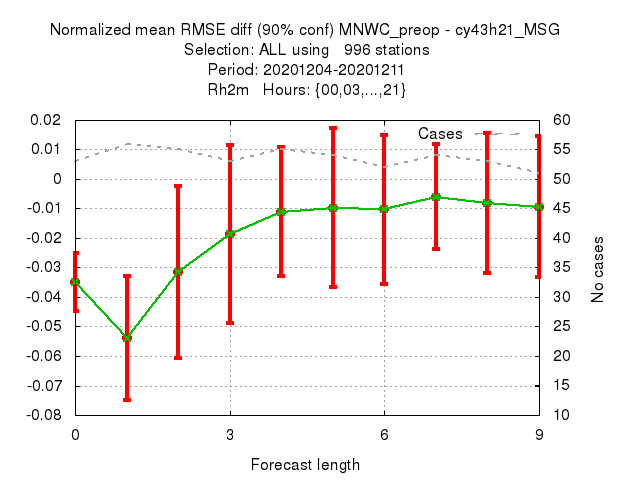 Normalized mean RMSE diff (90% conf) MNWC_preop - cy43h21_MSG
Selection: ALL using 996 stations
Period: 20201204-20201211
Rh2m Hours: {00,03,...,21}
0.02 60
Cases
0.01 55
0 50
-0.01 45
-0.02 40
-0.03 35
-0.04 30
-0.05 25
-0.06 20
-0.07 15
-0.08 10
No cases
0 3 6 9
Forecast length